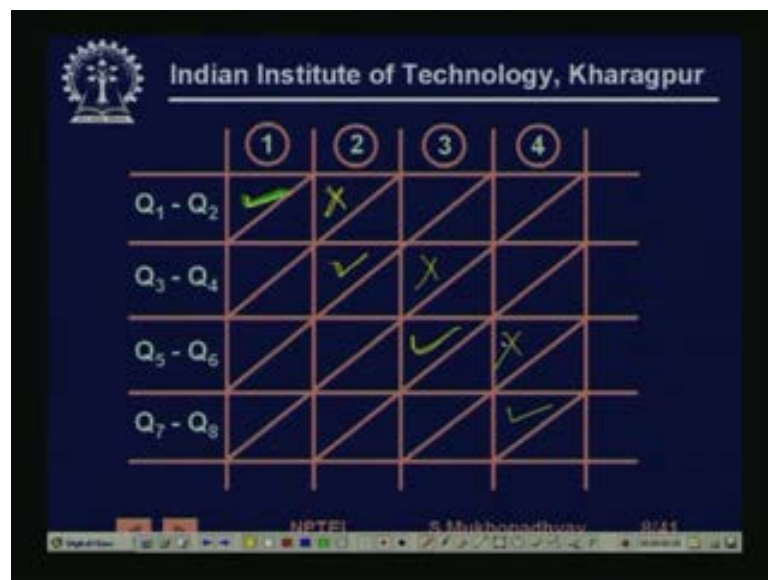 Indian Institute of Technology, Kharagpur
1 2 3 4
Q1 - Q2
Q3 - Q4
Q5 - Q6
Q7 - Q8
NPTEL S.Mukhopadhyay 8/41